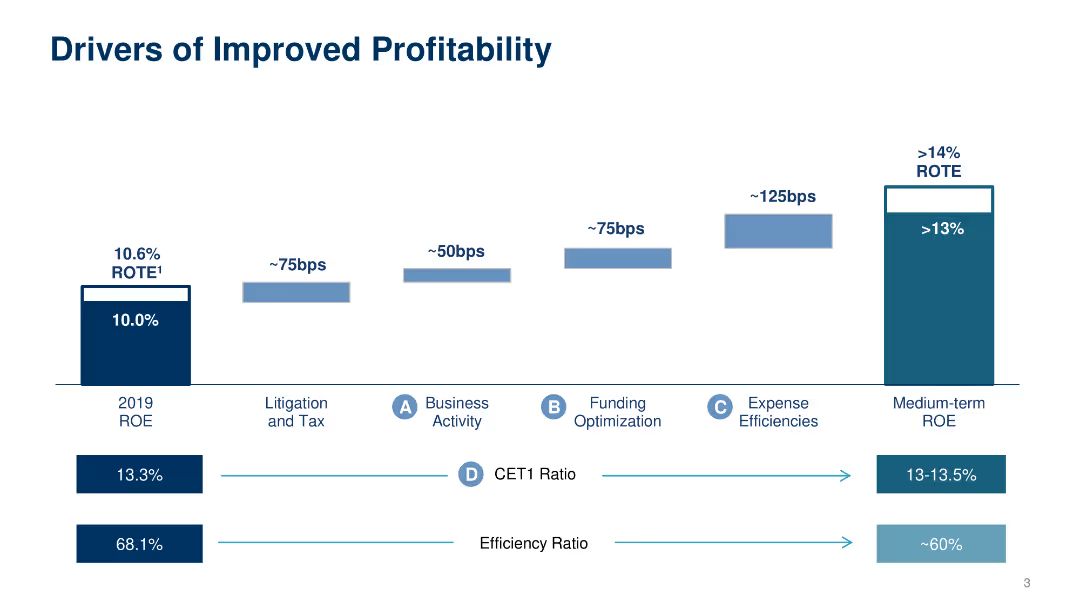 Drivers of Improved Profitability
>14%
ROTE
~125bps
>13%
~75bps
~50bps
10.6%
ROTE¹
~75bps
10.0%
2019
ROE
Litigation
and Tax
A Business
Activity
B Funding
Optimization
C Expense
Efficiencies
Medium-term
ROE
13.3%
D CET1 Ratio
13-13.5%
68.1%
Efficiency Ratio
~60%
3